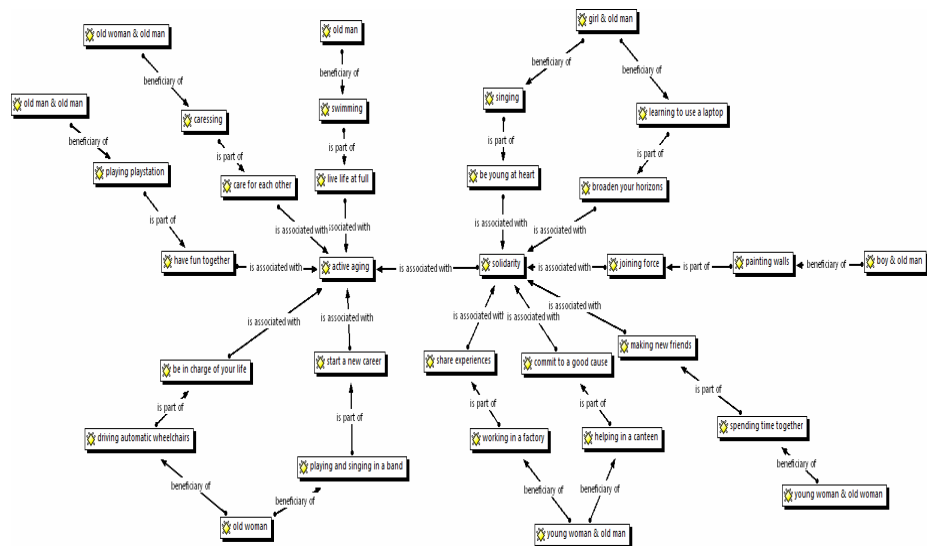 old woman & old man
old man
girl & old man
beneficiary of
beneficiary of
beneficiary of
beneficiary of
old man & old man
caressing
swimming
singing
learning to use a laptop
beneficiary of
is part of
is part of
is part of
is part of
playing playstation
care for each other
live life at full
be young at heart
broaden your horizons
is part of
is associated with
ssociated with
is associated with
is associated with
have fun together
is associated with
active aging
is associated with
solidarity
is associated with
joining force
is part of
painting walls
beneficiary of
boy & old man
is associated with
is associated with
is associated with
is associated with
is associated with
be in charge of your life
start a new career
share experiences
commit to a good cause
making new friends
is part of
is part of
is part of
is part of
is part of
driving automatic wheelchairs
playing and singing in a band
working in a factory
helping in a canteen
spending time together
beneficiary of
beneficiary of
beneficiary of
beneficiary of
beneficiary of
old woman
young woman & old man
young woman & old woman